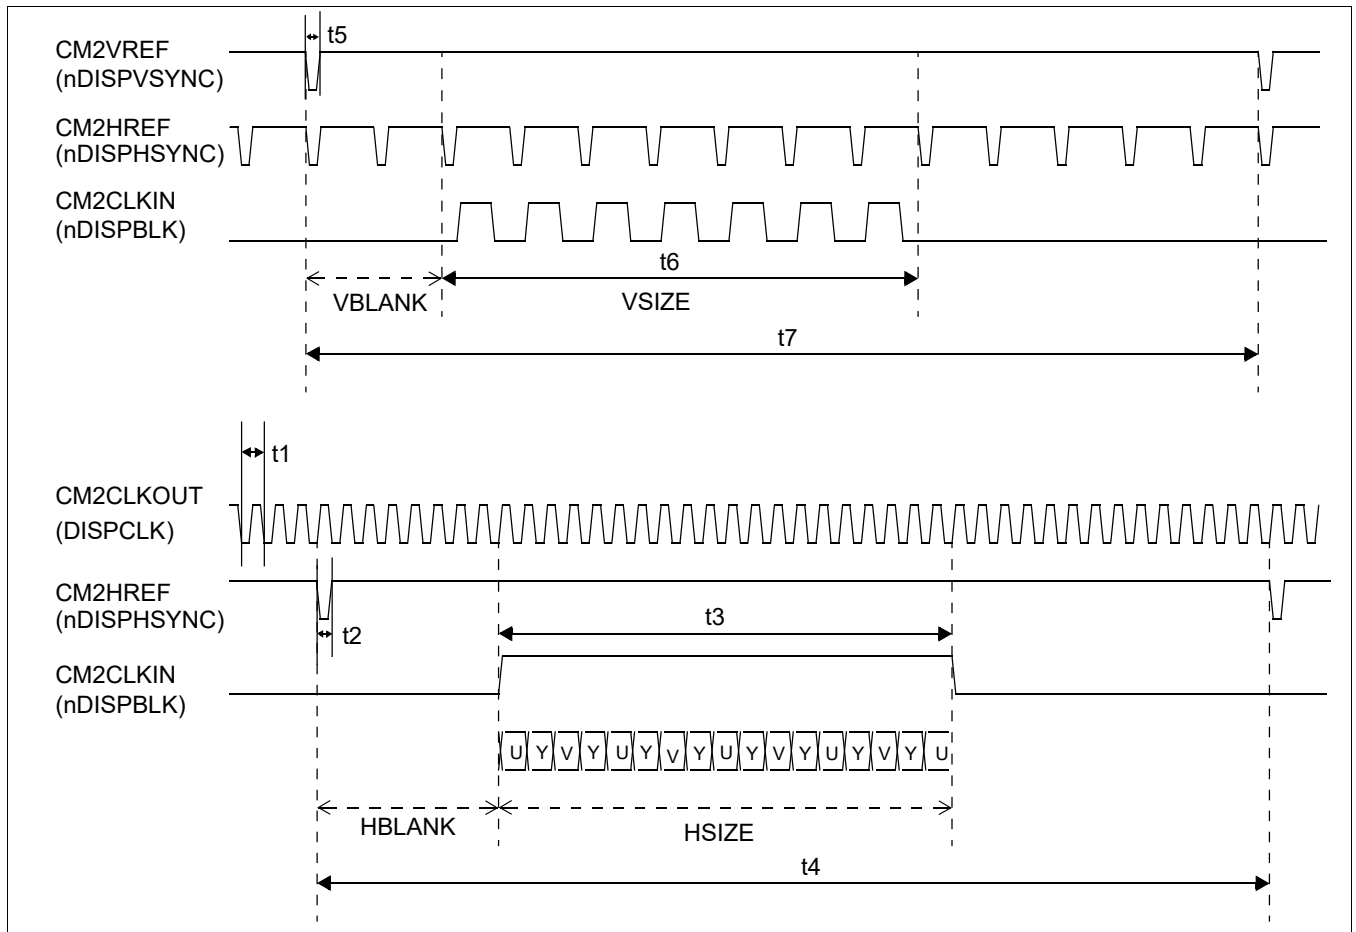 t5
CM2VREF
(nDISPVSYNC)
CM2HREF
(nDISPHSYNC)
CM2CLKIN
(nDISPBLK)
t6
VBLANK
VSIZE
t7
t1
CM2CLKOUT
(DISPCLK)
CM2HREF
(nDISPHSYNC)
t2
t3
CM2CLKIN
(nDISPBLK)
U Y V Y U Y V Y U Y V Y U Y V Y U
HBLANK
HSIZE
t4